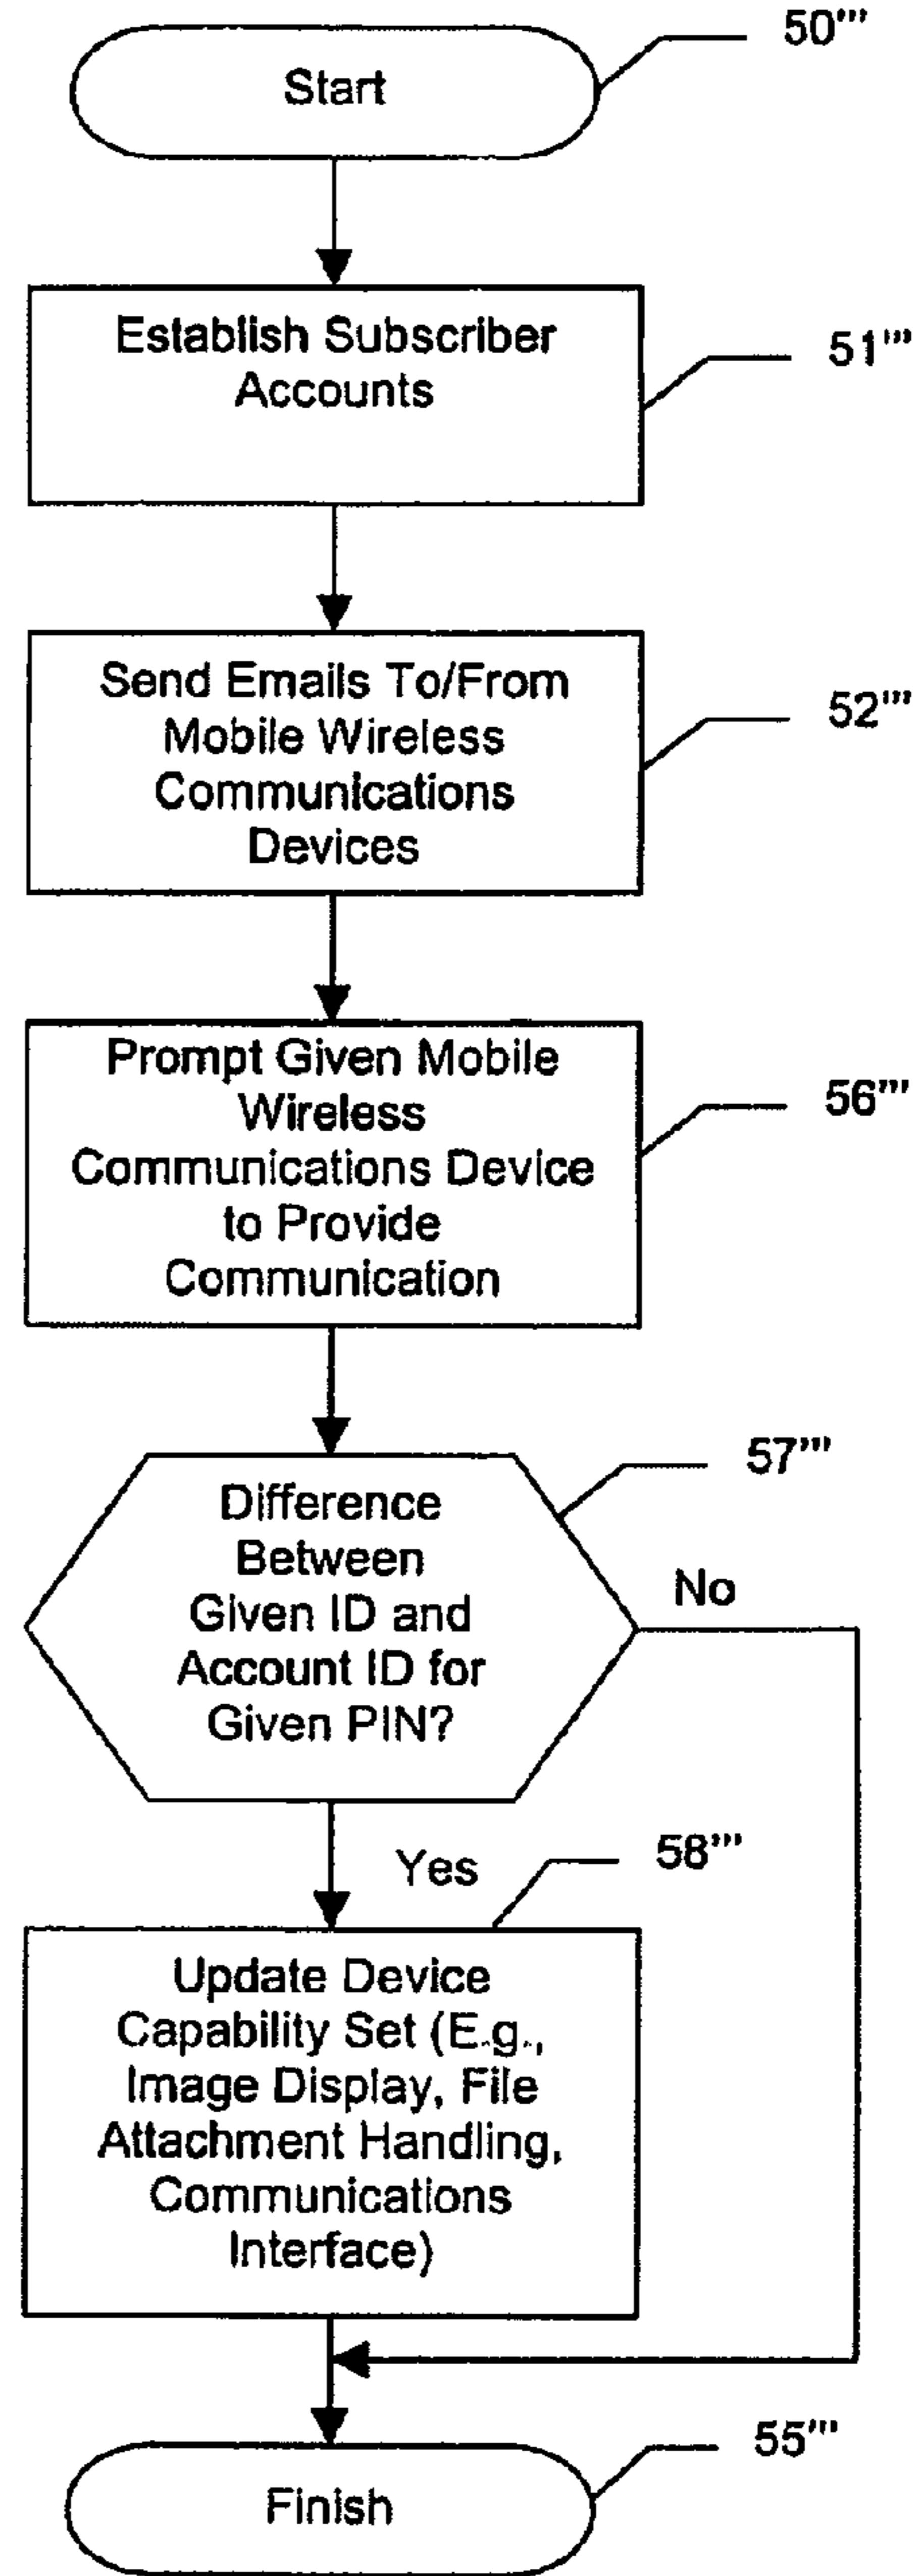 Start
50'''
Establish Subscriber
Accounts
51'''
Send Emails To/From
Mobile Wireless
Communications
Devices
52'''
Prompt Given Mobile
Wireless
Communications Device
to Provide
Communication
56'''
Difference
Between
Given ID and
Account ID for
Given PIN?
57'''
No
Yes
58'''
Update Device
Capability Set (E.g.,
Image Display, File
Attachment Handling,
Communications
Interface)
Finish
55'''